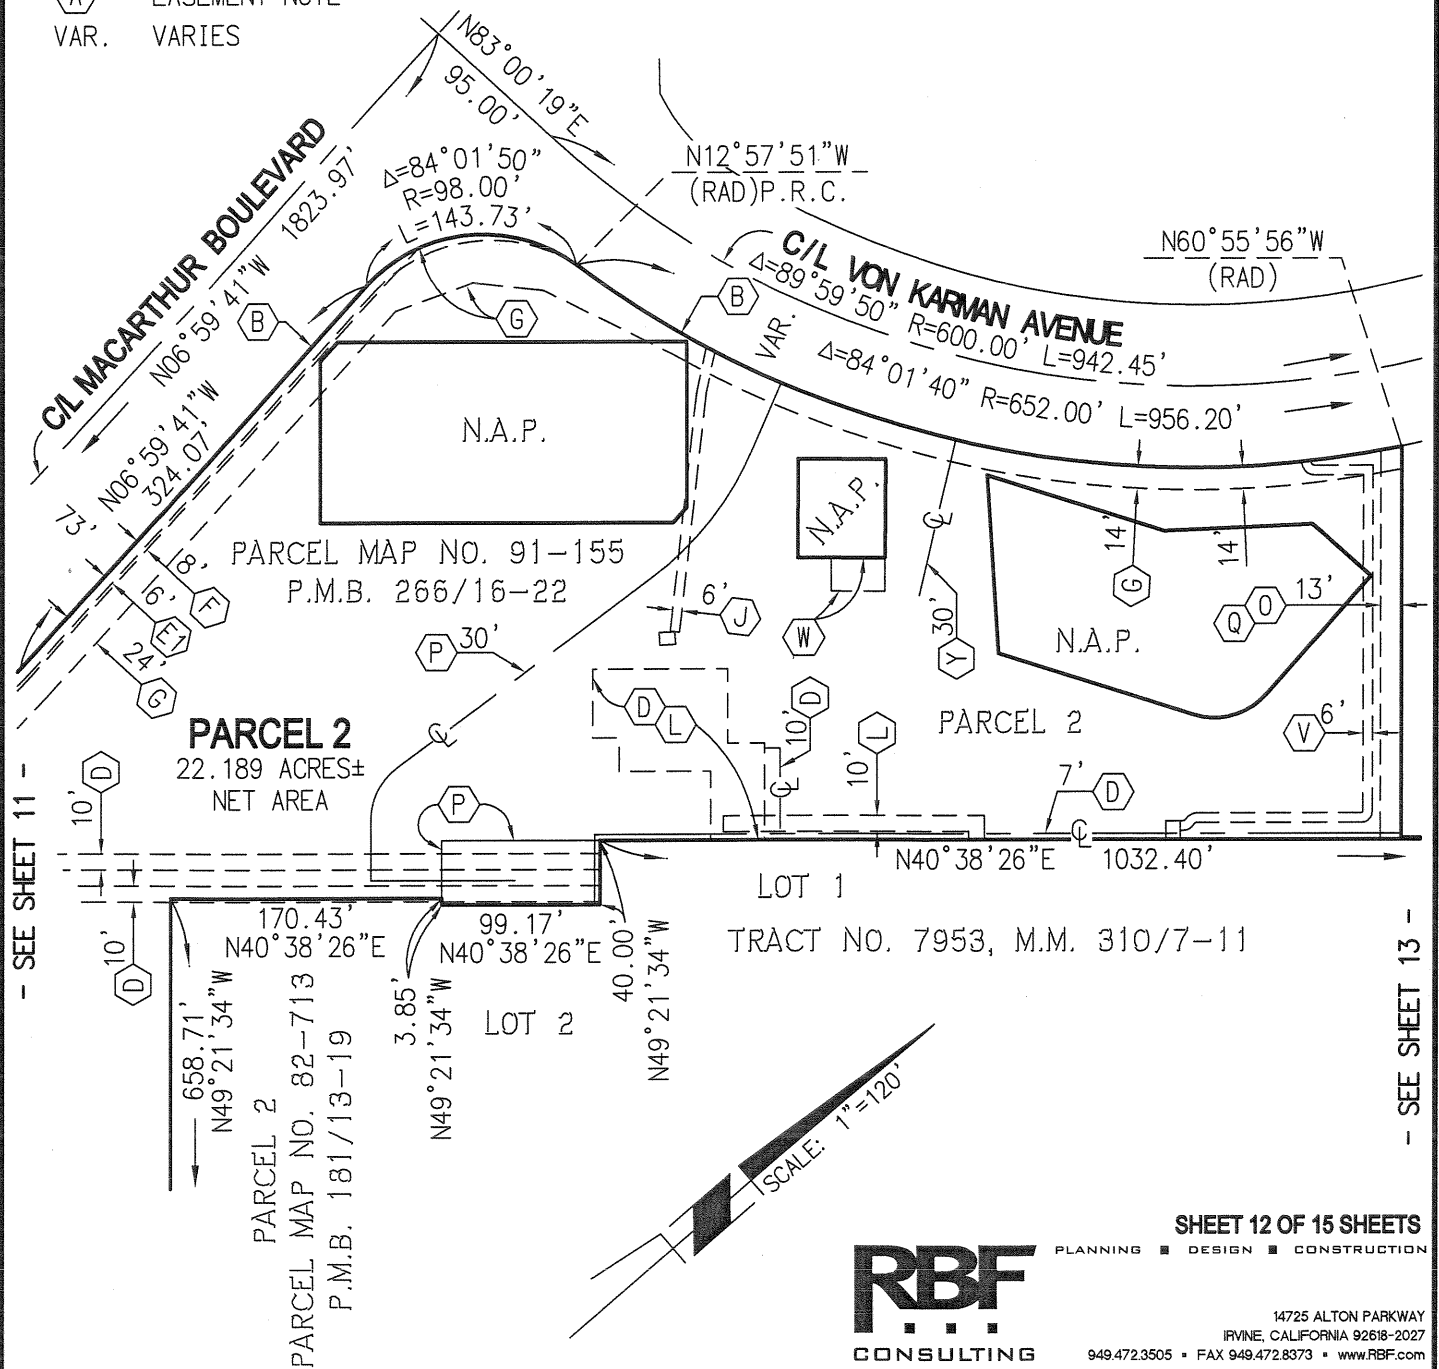 A EASEMENT NOTE
VAR. VARIES
N83°00'19"E
95.00'
C/L MACARTHUR BOULEVARD
1823.97'
N06°59'41"W
Δ=84°01'50"
R=98.00'
L=143.73'
N12°57'51"W
(RAD)P.R.C.
C/L VON KARMAN AVENUE
Δ=89°59'50" R=600.00' L=942.45'
Δ=84°01'40" R=652.00' L=956.20'
N60°55'56"W
(RAD)
B
G
B
VAR.
N06°59'41"W
324.07'
73'
8'
F
16'
E1
24'
G
N.A.P.
PARCEL MAP NO. 91-155
P.M.B. 266/16-22
N.A.P.
6' J
W
℄
30'
Y
14'
G
14'
N.A.P.
Q O 13'
P 30'
℄
D L
10' D
℄
10' L
PARCEL 2
V 6'
7' D
℄
PARCEL 2
22.189 ACRES±
NET AREA
P
10' D
10' D
- SEE SHEET 11 -
170.43'
N40°38'26"E
99.17'
N40°38'26"E
N40°38'26"E 1032.40'
LOT 1
TRACT NO. 7953, M.M. 310/7-11
658.71'
N49°21'34"W
3.85'
N49°21'34"W
40.00'
N49°21'34"W
LOT 2
PARCEL 2
PARCEL MAP NO. 82-713
P.M.B. 181/13-19
- SEE SHEET 13 -
SCALE: 1"=120'
SHEET 12 OF 15 SHEETS
RBF
CONSULTING
PLANNING ■ DESIGN ■ CONSTRUCTION
14725 ALTON PARKWAY
IRVINE, CALIFORNIA 92618-2027
949.472.3505 • FAX 949.472.8373 • www.RBF.com